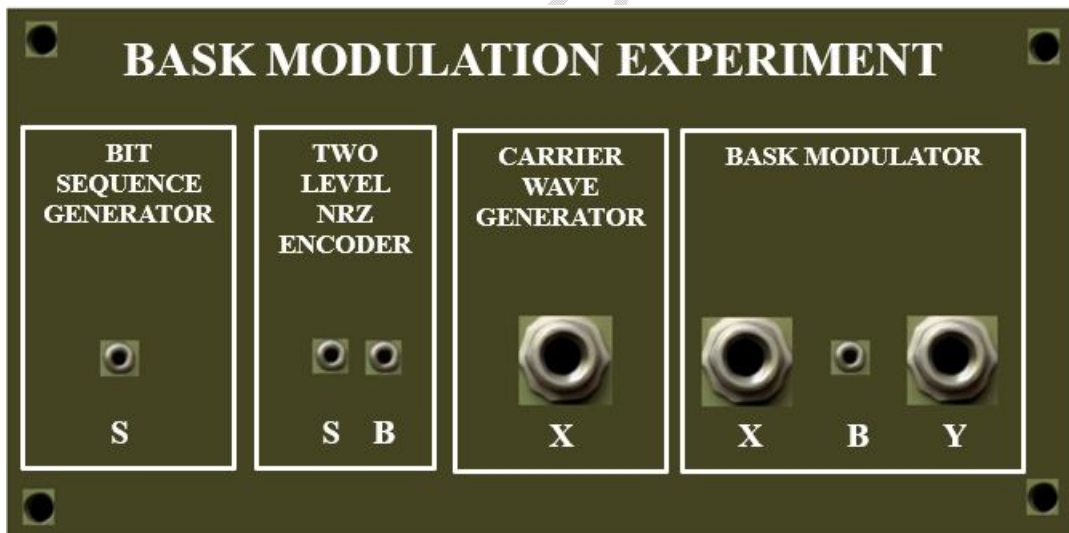 BASK MODULATION EXPERIMENT
BIT
SEQUENCE
GENERATOR
S
TWO
LEVEL
NRZ
ENCODER
S B
CARRIER
WAVE
GENERATOR
X
BASK MODULATOR
X B Y